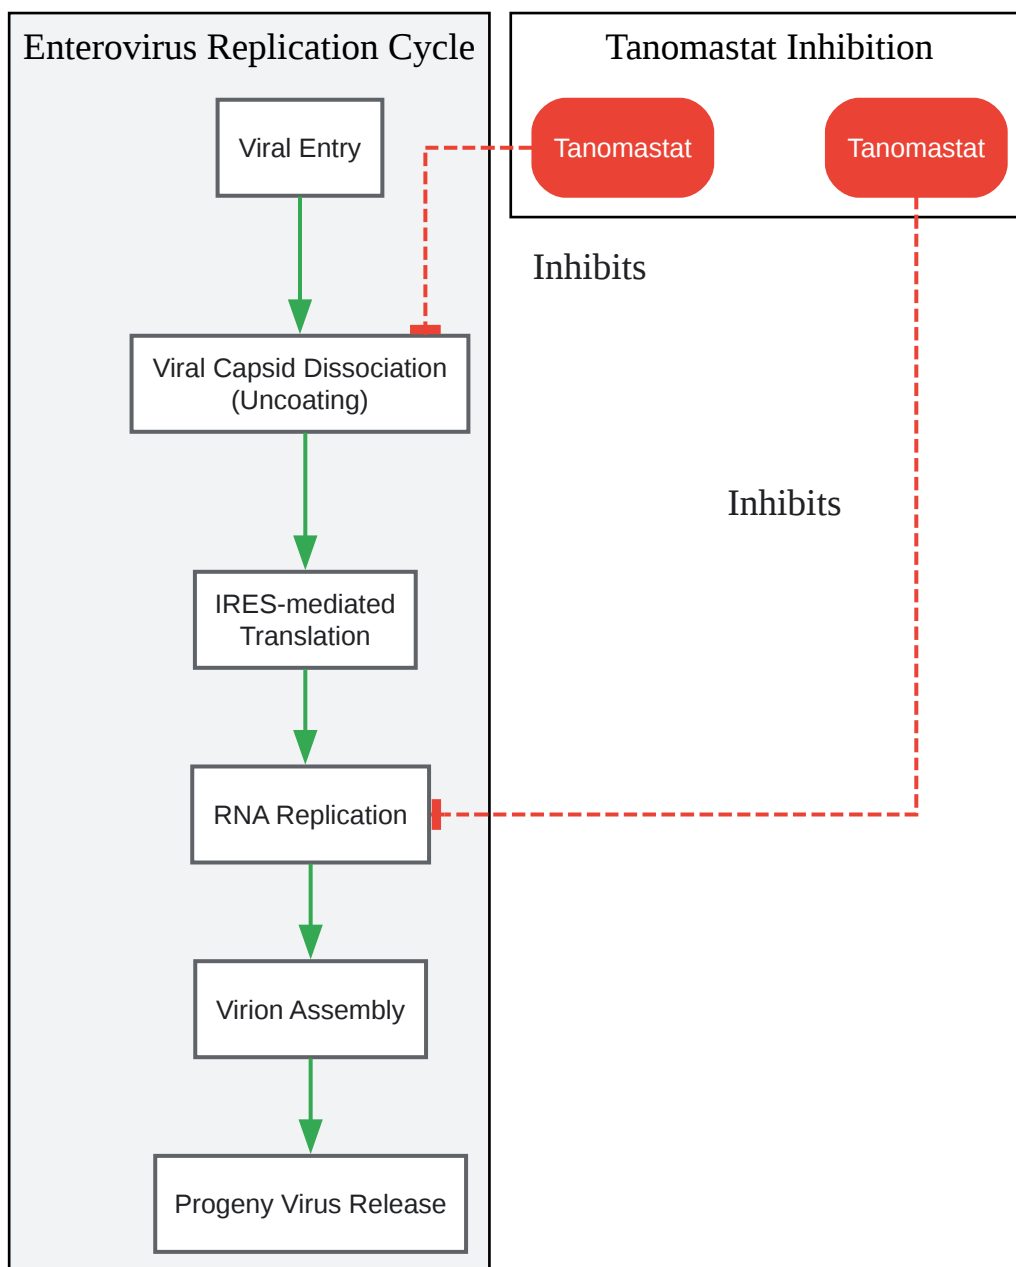 Enterovirus Replication Cycle
Tanomastat Inhibition
Viral Entry
Tanomastat
Tanomastat
Inhibits
Viral Capsid Dissociation
(Uncoating)
Inhibits
IRES-mediated
Translation
RNA Replication
Virion Assembly
Progeny Virus Release